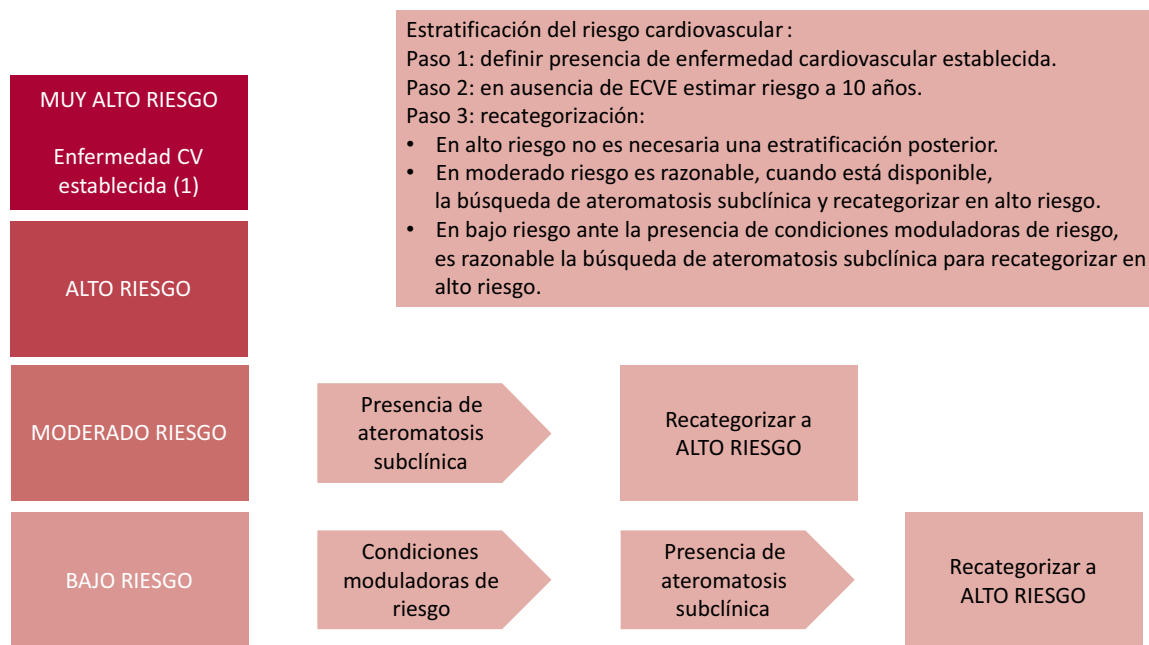 Estratificación del riesgo cardiovascular :
Paso 1: definir presencia de enfermedad cardiovascular establecida.
Paso 2: en ausencia de ECVE estimar riesgo a 10 años.
Paso 3: recategorización:
• En alto riesgo no es necesaria una estratificación posterior.
• En moderado riesgo es razonable, cuando está disponible,
la búsqueda de ateromatosis subclínica y recategorizar en alto riesgo.
• En bajo riesgo ante la presencia de condiciones moduladoras de riesgo,
es razonable la búsqueda de ateromatosis subclínica para recategorizar en
alto riesgo.
MUY ALTO RIESGO
Enfermedad CV
establecida (1)
ALTO RIESGO
MODERADO RIESGO
Presencia de
ateromatosis
subclínica
Recategorizar a
ALTO RIESGO
BAJO RIESGO
Condiciones
moduladoras de
riesgo
Presencia de
ateromatosis
subclínica
Recategorizar a
ALTO RIESGO